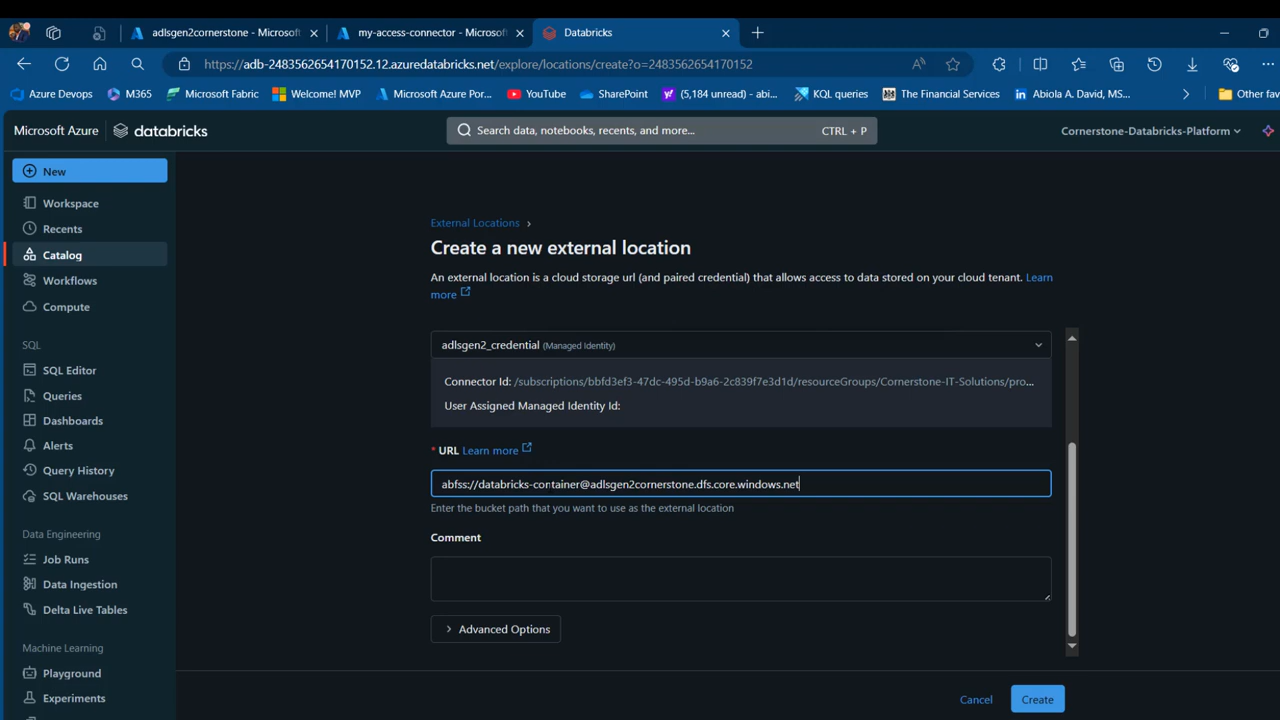 adlsgen2cornerstone - Microsoft
my-access-connector - Microsoft
Databricks
https://adb-2483562654170152.12.azuredatabricks.net/explore/locations/create?o=2483562654170152
Azure Devops
M365
Microsoft Fabric
Welcome! MVP
Microsoft Azure Por...
YouTube
SharePoint
(5,184 unread) - abi...
KQL queries
The Financial Services
Abiola A. David, MS...
Other fav
Microsoft Azure
databricks
Search data, notebooks, recents, and more...
CTRL + P
Cornerstone-Databricks-Platform
New
Workspace
Recents
Catalog
Workflows
Compute
SQL
SQL Editor
Queries
Dashboards
Alerts
Query History
SQL Warehouses
Data Engineering
Job Runs
Data Ingestion
Delta Live Tables
Machine Learning
Playground
Experiments
External Locations ›
Create a new external location
An external location is a cloud storage url (and paired credential) that allows access to data stored on your cloud tenant. Learn
more
adlsgen2_credential (Managed Identity)
Connector Id: /subscriptions/bbfd3ef3-47dc-495d-b9a6-2c839f7e3d1d/resourceGroups/Cornerstone-IT-Solutions/pro...
User Assigned Managed Identity Id:
* URL Learn more
abfss://databricks-container@adlsgen2cornerstone.dfs.core.windows.net
Enter the bucket path that you want to use as the external location
Comment
Advanced Options
Cancel
Create